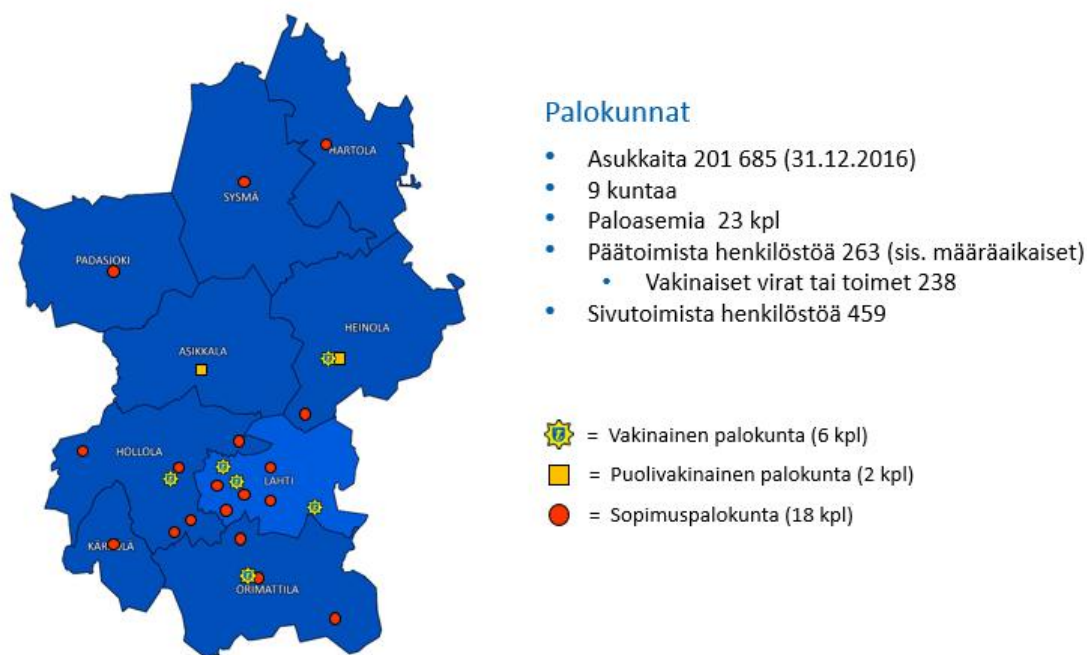 HARTOLA
SYSMÄ
PADASJOKI
HEINOLA
ASIKKALA
HOLLOLA
LAHTI
KÄRKÖLÄ
ORIMATTILA
Palokunnat
• Asukkaita 201 685 (31.12.2016)
• 9 kuntaa
• Paloasemia 23 kpl
• Päätoimista henkilöstöä 263 (sis. määräaikaiset)
• Vakinaiset virat tai toimet 238
• Sivutoimista henkilöstöä 459
= Vakinainen palokunta (6 kpl)
= Puolivakinainen palokunta (2 kpl)
= Sopimuspalokunta (18 kpl)